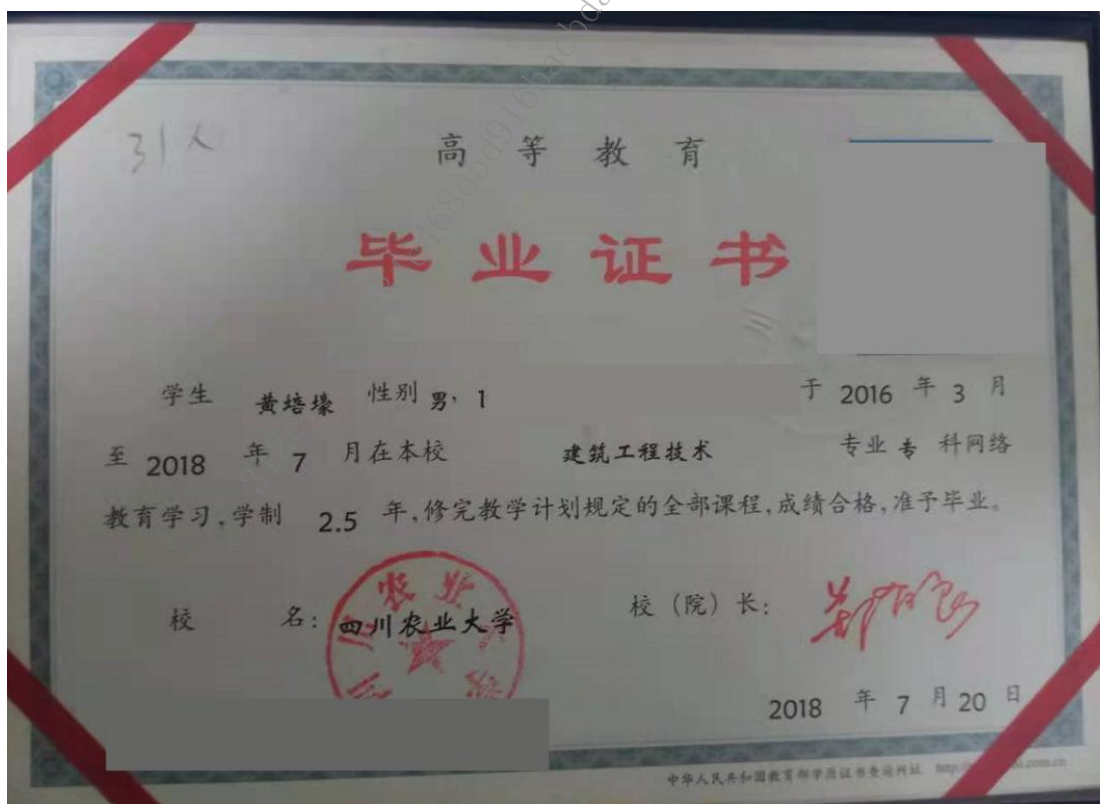 31人
高等教育
毕业证书
学生 黄培壕 性别 男，1 于 2016 年 3 月
至 2018 年 7 月在本校 建筑工程技术 专业 专 科网络
教育学习，学制 2.5 年，修完教学计划规定的全部课程，成绩合格，准予毕业。
校 名：四川农业大学 校（院）长：
2018 年 7 月 20 日
中华人民共和国教育部学历证书查询网址